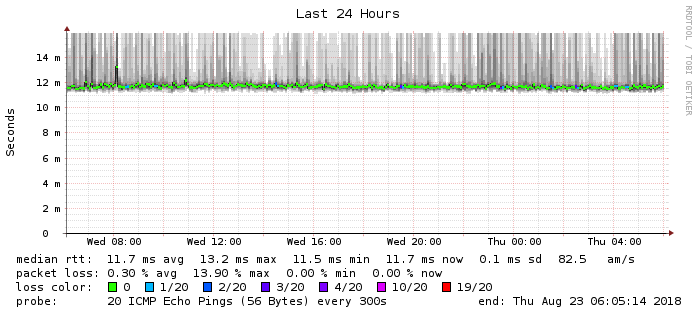 Last 24 Hours
RRDTOOL / TOBI OETIKER
Seconds
14 m
12 m
10 m
8 m
6 m
4 m
2 m
0
Wed 08:00 Wed 12:00 Wed 16:00 Wed 20:00 Thu 00:00 Thu 04:00
median rtt: 11.7 ms avg 13.2 ms max 11.5 ms min 11.7 ms now 0.1 ms sd 82.5 am/s
packet loss: 0.30 % avg 13.90 % max 0.00 % min 0.00 % now
loss color: 0 1/20 2/20 3/20 4/20 10/20 19/20
probe: 20 ICMP Echo Pings (56 Bytes) every 300s end: Thu Aug 23 06:05:14 2018